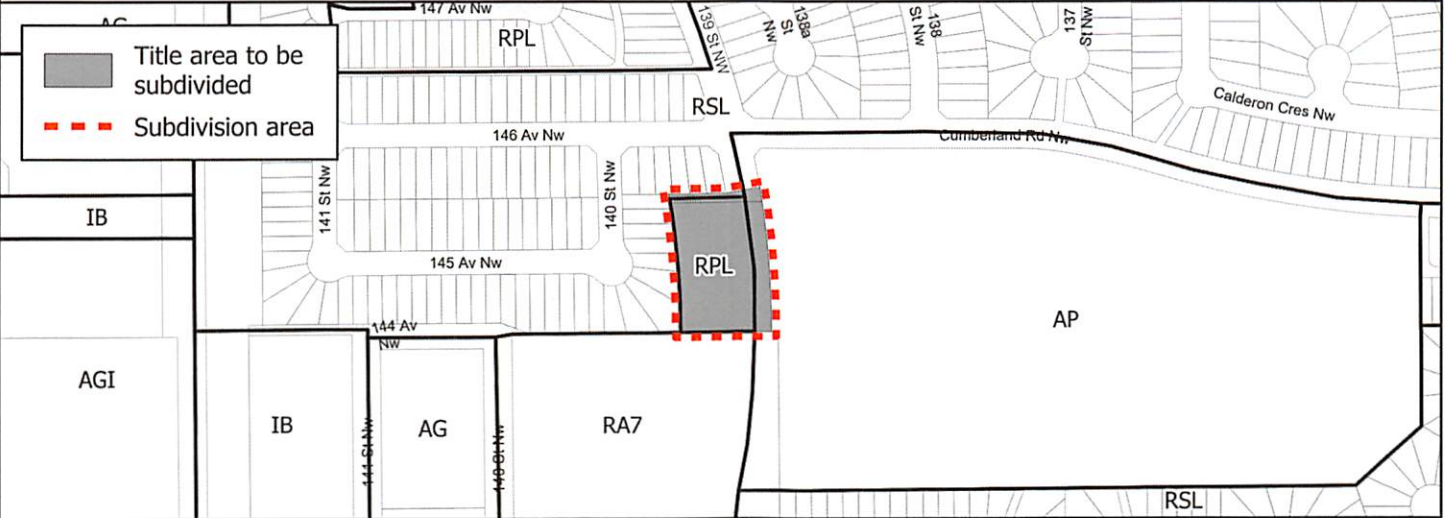 AG
147 Av Nw
RPL
139 St NW
138a
St
Nw
138
St Nw
137
St Nw
Title area to be
subdivided
Subdivision area
RSL
Calderon Cres Nw
146 Av Nw
Cumberland Rd Nw
141 St Nw
140 St Nw
IB
145 Av Nw
RPL
AP
144 Av
Nw
AGI
IB
AG
RA7
141 St Nw
140 St Nw
RSL